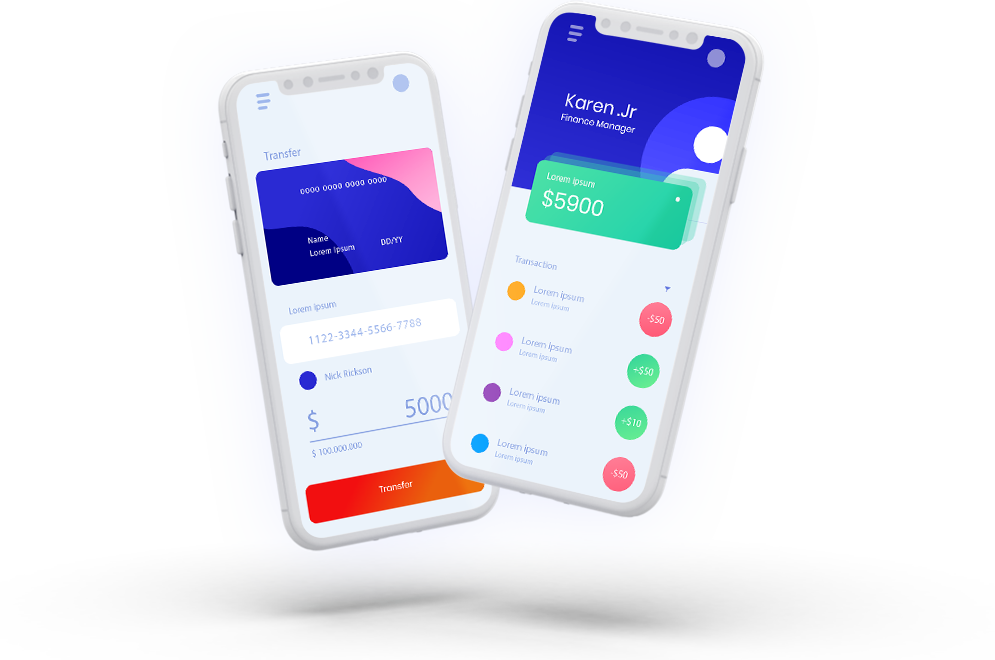 Transfer
0000 0000 0000 0000
Name
Lorem Ipsum
DD/YY
Lorem Ipsum
1122-3344-5566-7788
Nick Rickson
$ 5000
$ 100.000.000
Transfer
Karen .Jr
Finance Manager
Lorem Ipsum
$5900
Transaction
Lorem Ipsum
Lorem Ipsum
-$50
Lorem Ipsum
Lorem Ipsum
+$50
Lorem Ipsum
Lorem Ipsum
+$10
Lorem Ipsum
Lorem Ipsum
-$50